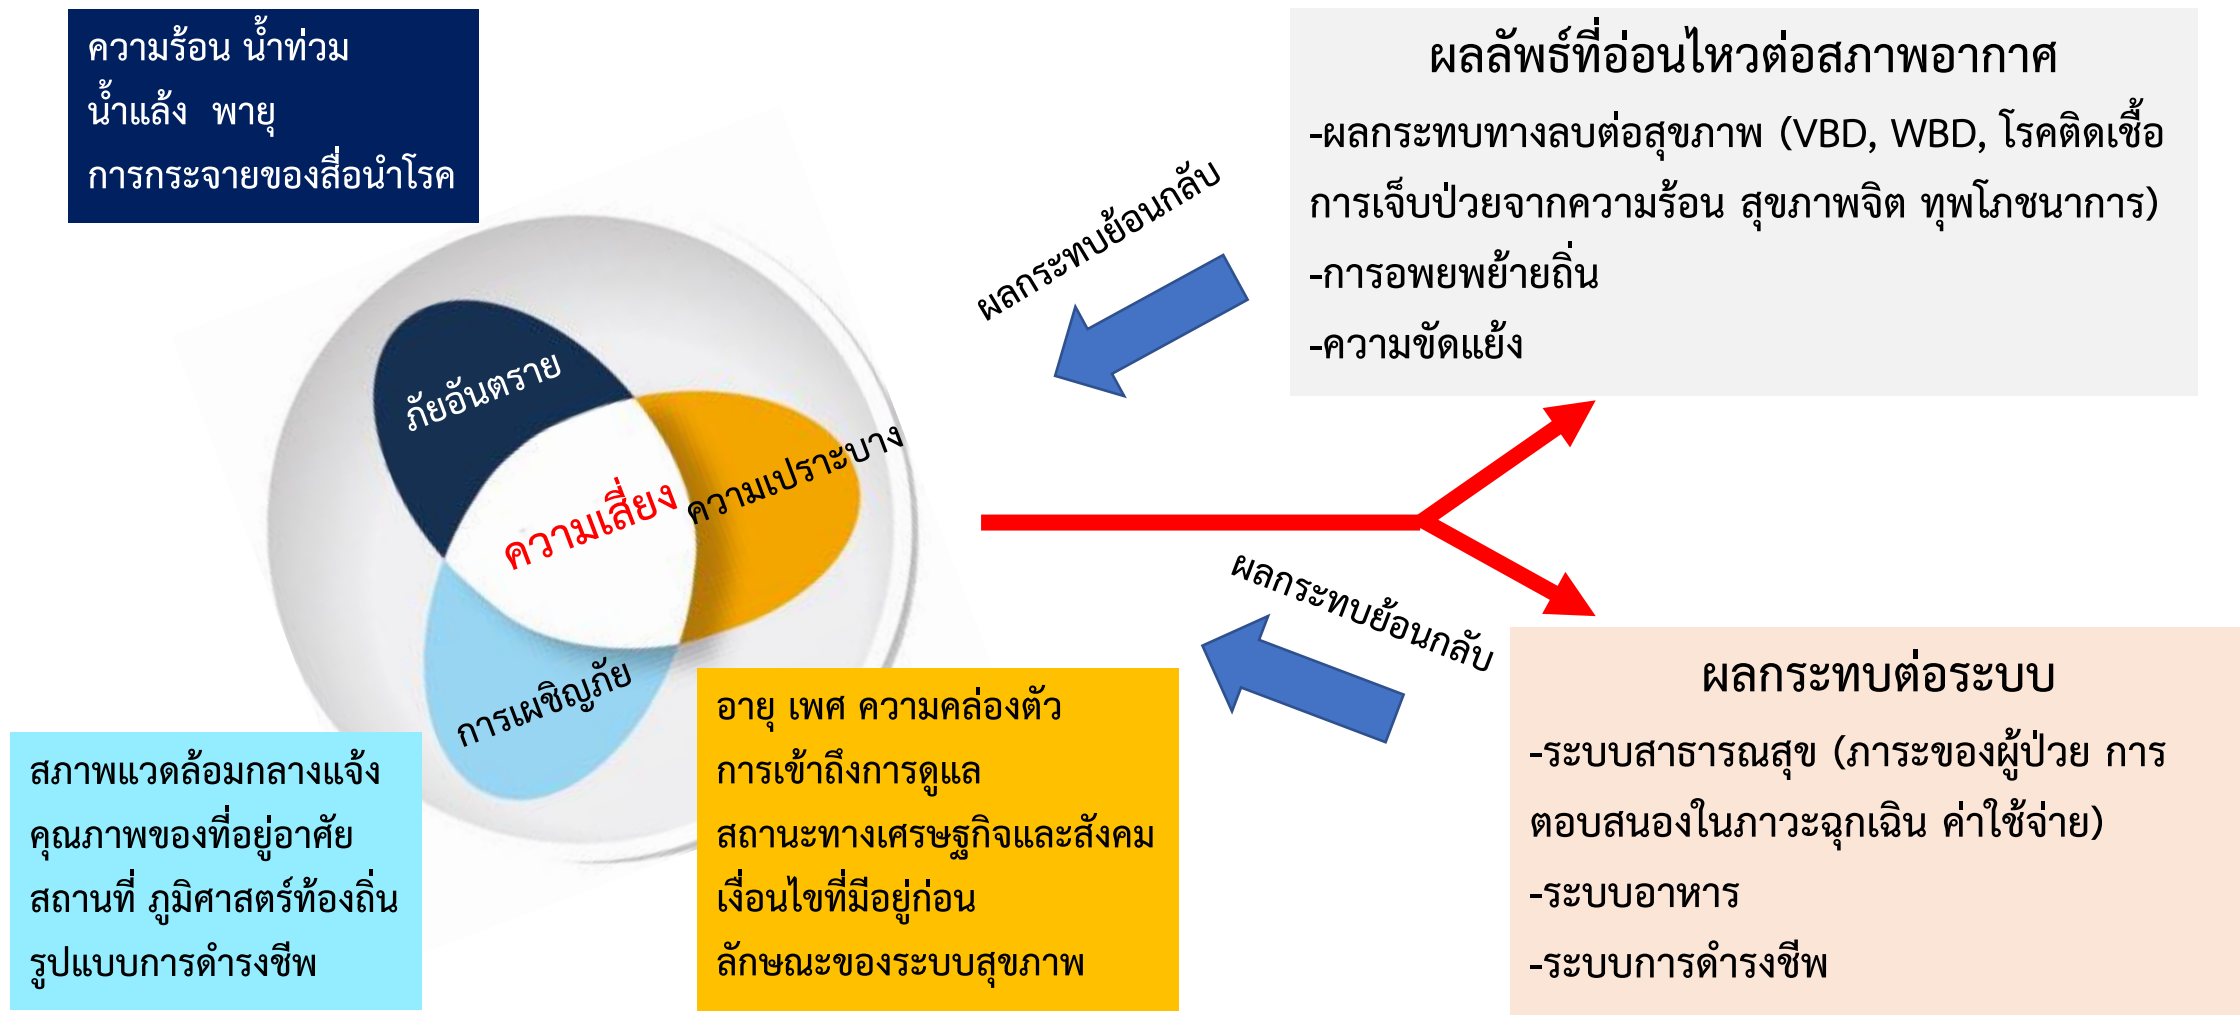 ความร้อน น้ำท่วม
น้ำแล้ง พายุ
การกระจายของสื่อนำโรค
ภัยอันตราย
ความเสี่ยง
ความเปราะบาง
การเผชิญภัย
สภาพแวดล้อมกลางแจ้ง
คุณภาพของที่อยู่อาศัย
สถานที่ ภูมิศาสตร์ท้องถิ่น
รูปแบบการดำรงชีพ
อายุ เพศ ความคล่องตัว
การเข้าถึงการดูแล
สถานะทางเศรษฐกิจและสังคม
เงื่อนไขที่มีอยู่ก่อน
ลักษณะของระบบสุขภาพ
ผลกระทบย้อนกลับ
ผลลัพธ์ที่อ่อนไหวต่อสภาพอากาศ
-ผลกระทบทางลบต่อสุขภาพ (VBD, WBD, โรคติดเชื้อ
การเจ็บป่วยจากความร้อน สุขภาพจิต ทุพโภชนาการ)
-การอพยพย้ายถิ่น
-ความขัดแย้ง
ผลกระทบย้อนกลับ
ผลกระทบต่อระบบ
-ระบบสาธารณสุข (ภาระของผู้ป่วย การ
ตอบสนองในภาวะฉุกเฉิน ค่าใช้จ่าย)
-ระบบอาหาร
-ระบบการดำรงชีพ